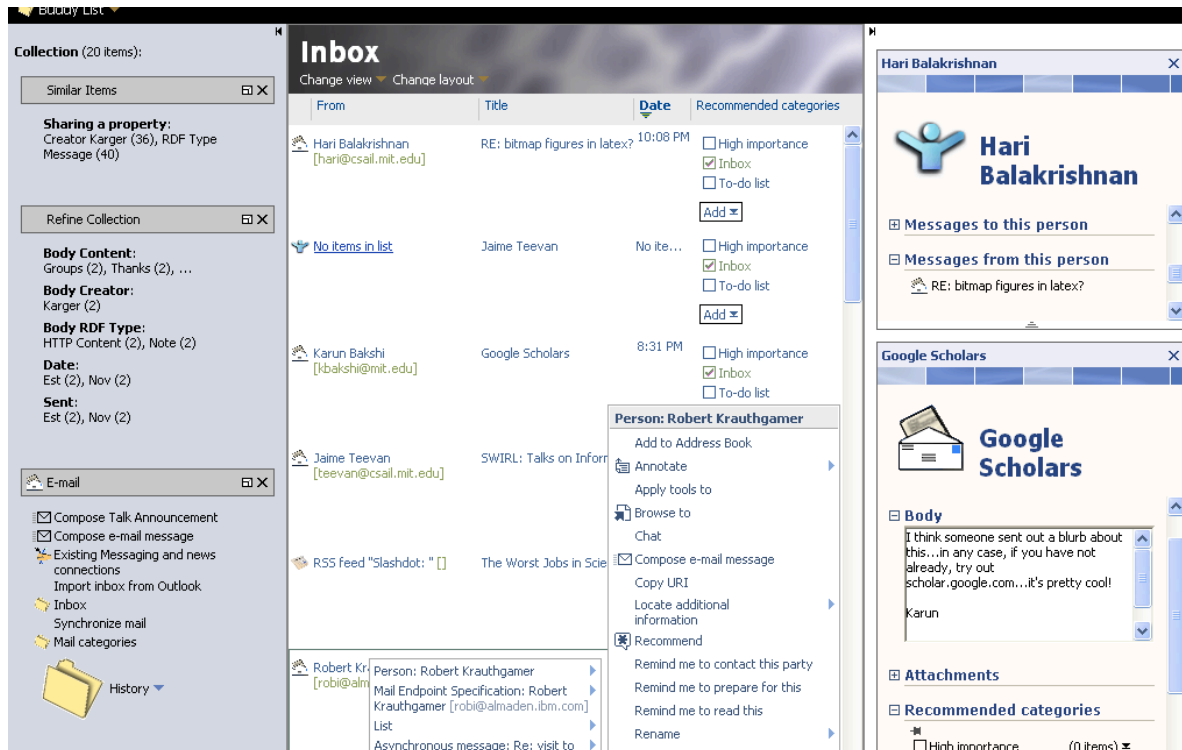 Buddy List
Collection (20 items):
Similar Items
Sharing a property:
Creator Karger (36), RDF Type
Message (40)
Refine Collection
Body Content:
Groups (2), Thanks (2), ...
Body Creator:
Karger (2)
Body RDF Type:
HTTP Content (2), Note (2)
Date:
Est (2), Nov (2)
Sent:
Est (2), Nov (2)
E-mail
Compose Talk Announcement
Compose e-mail message
Existing Messaging and news
connections
Import inbox from Outlook
Inbox
Synchronize mail
Mail categories
History
Inbox
Change view Change layout
From Title Date Recommended categories
Hari Balakrishnan RE: bitmap figures in latex? 10:08 PM High importance
[hari@csail.mit.edu] Inbox
To-do list
Add
No items in list Jaime Teevan No ite... High importance
Inbox
To-do list
Add
Karun Bakshi Google Scholars 8:31 PM High importance
[kbakshi@mit.edu] Inbox
To-do list
Jaime Teevan SWIRL: Talks on Inforr
[teevan@csail.mit.edu]
RSS feed "Slashdot: " [] The Worst Jobs in Scie
Robert Kr
[robi@alm
Person: Robert Krauthgamer
Mail Endpoint Specification: Robert
Krauthgamer [robi@almaden.ibm.com]
List
Asynchronous message: Re: visit to
Person: Robert Krauthgamer
Add to Address Book
Annotate
Apply tools to
Browse to
Chat
Compose e-mail message
Copy URI
Locate additional
information
Recommend
Remind me to contact this party
Remind me to prepare for this
Remind me to read this
Rename
Hari Balakrishnan
Hari
Balakrishnan
Messages to this person
Messages from this person
RE: bitmap figures in latex?
Google Scholars
Google
Scholars
Body
I think someone sent out a blurb about
this...in any case, if you have not
already, try out
scholar.google.com...it's pretty cool!
Karun
Attachments
Recommended categories
High importance (0 items)